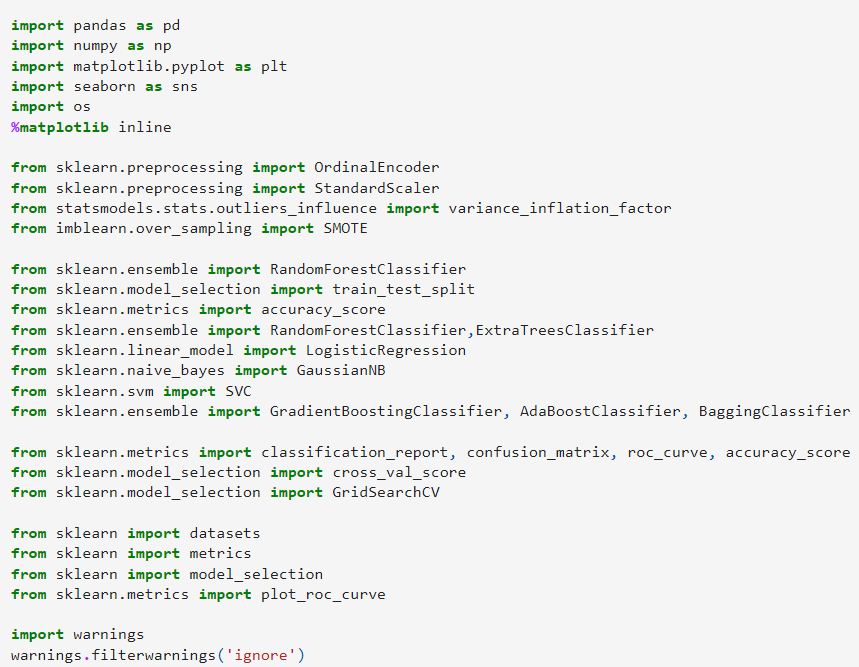 import pandas as pd
import numpy as np
import matplotlib.pyplot as plt
import seaborn as sns
import os
%matplotlib inline
from sklearn.preprocessing import OrdinalEncoder
from sklearn.preprocessing import StandardScaler
from statsmodels.stats.outliers_influence import variance_inflation_factor
from imblearn.over_sampling import SMOTE
from sklearn.ensemble import RandomForestClassifier
from sklearn.model_selection import train_test_split
from sklearn.metrics import accuracy_score
from sklearn.ensemble import RandomForestClassifier,ExtraTreesClassifier
from sklearn.linear_model import LogisticRegression
from sklearn.naive_bayes import GaussianNB
from sklearn.svm import SVC
from sklearn.ensemble import GradientBoostingClassifier, AdaBoostClassifier, BaggingClassifier
from sklearn.metrics import classification_report, confusion_matrix, roc_curve, accuracy_score
from sklearn.model_selection import cross_val_score
from sklearn.model_selection import GridSearchCV
from sklearn import datasets
from sklearn import metrics
from sklearn import model_selection
from sklearn.metrics import plot_roc_curve
import warnings
warnings.filterwarnings('ignore')